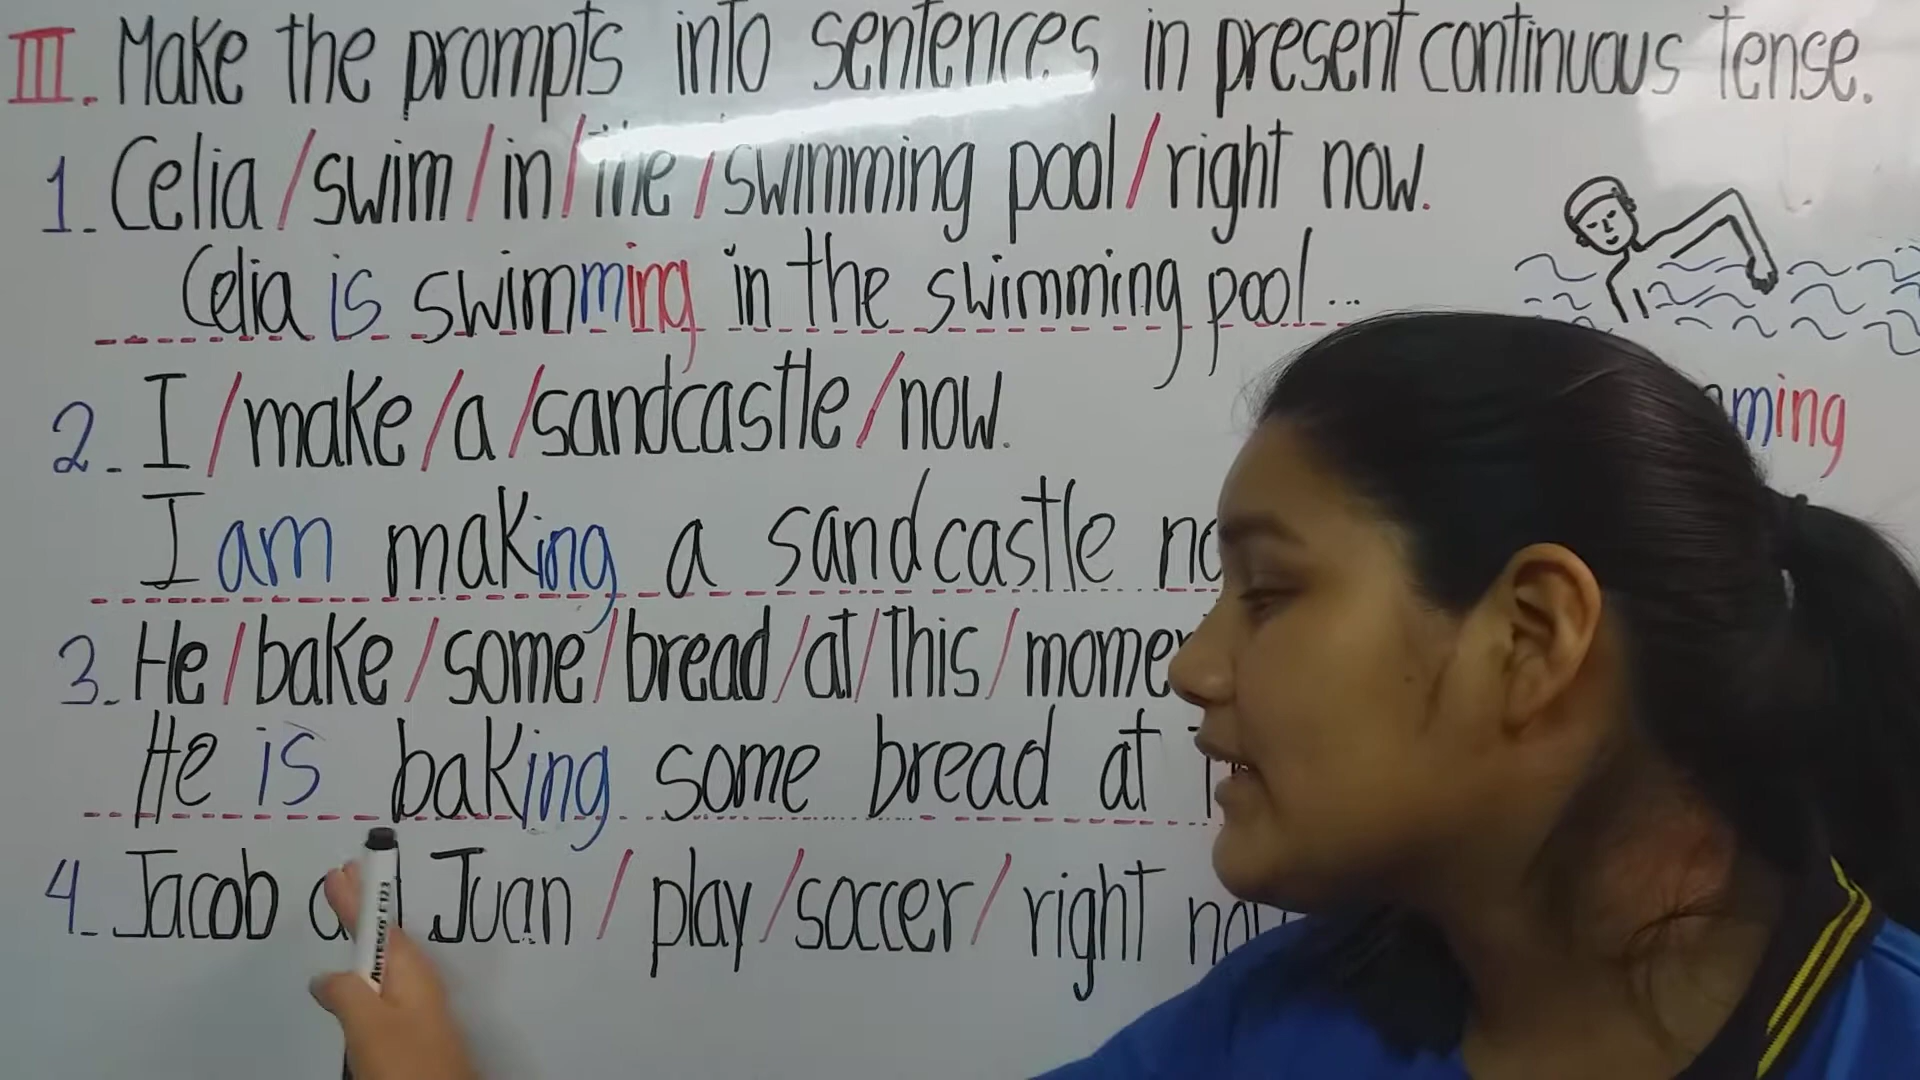 III. Make the prompts into sentences in present continuous tense.
1. Celia / swim / in / the / swimming pool / right now.
Celia is swimming in the swimming pool...
ming
2. I / make / a / sandcastle / now.
I am making a sandcastle
3. He / bake / some / bread / at / this /
He is baking some bread at
4. Jacob Juan / play / soccer / right
ARTESCO